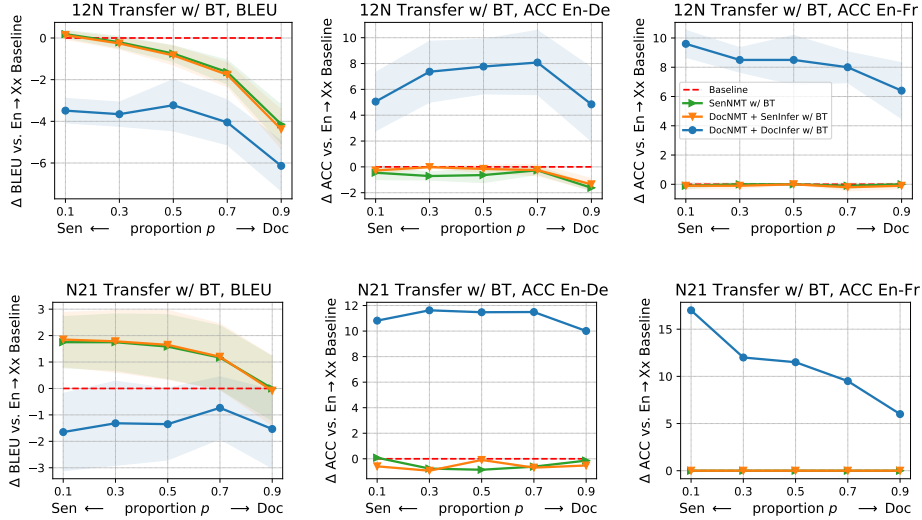 12N Transfer w/ BT, BLEU
Δ BLEU vs. En → Xx Baseline
0
−2
−4
−6
0.1 0.3 0.5 0.7 0.9
Sen ⟵ proportion p ⟶ Doc
12N Transfer w/ BT, ACC En-De
Δ ACC vs. En → Xx Baseline
10
8
6
4
2
0
−2
0.1 0.3 0.5 0.7 0.9
Sen ⟵ proportion p ⟶ Doc
12N Transfer w/ BT, ACC En-Fr
Δ ACC vs. En → Xx Baseline
10
8
6
4
2
0
Baseline
SenNMT w/ BT
DocNMT + SenInfer w/ BT
DocNMT + DocInfer w/ BT
0.1 0.3 0.5 0.7 0.9
Sen ⟵ proportion p ⟶ Doc
N21 Transfer w/ BT, BLEU
Δ BLEU vs. En → Xx Baseline
3
2
1
0
−1
−2
−3
0.1 0.3 0.5 0.7 0.9
Sen ⟵ proportion p ⟶ Doc
N21 Transfer w/ BT, ACC En-De
Δ ACC vs. En → Xx Baseline
12
10
8
6
4
2
0
0.1 0.3 0.5 0.7 0.9
Sen ⟵ proportion p ⟶ Doc
N21 Transfer w/ BT, ACC En-Fr
Δ ACC vs. En → Xx Baseline
15
10
5
0
0.1 0.3 0.5 0.7 0.9
Sen ⟵ proportion p ⟶ Doc